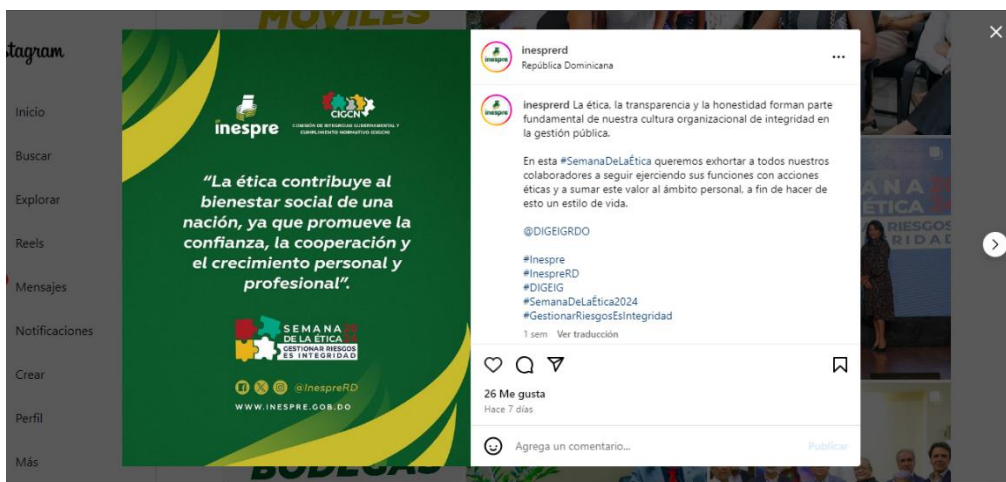 MÓVILES
stagram
Inicio
Buscar
Explorar
Reels
Mensajes
Notificaciones
Crear
Perfil
Más
inespre
CIGCN
COMISIÓN DE INTEGRIDAD GUBERNAMENTAL Y
CUMPLIMIENTO NORMATIVO (CIGCN)
“La ética contribuye al
bienestar social de una
nación, ya que promueve la
confianza, la cooperación y
el crecimiento personal y
profesional”.
SEMANA 20
DE LA ÉTICA 24
GESTIONAR RIESGOS
ES INTEGRIDAD
@InespreRD
WWW.INESPRE.GOB.DO
BODEGAS
inespre
inesprerd
República Dominicana
inespre
inesprerd La ética, la transparencia y la honestidad forman parte
fundamental de nuestra cultura organizacional de integridad en
la gestión pública.
En esta #SemanaDeLaÉtica queremos exhortar a todos nuestros
colaboradores a seguir ejerciendo sus funciones con acciones
éticas y a sumar este valor al ámbito personal, a fin de hacer de
esto un estilo de vida.
@DIGEIGRDO
#Inespre
#InespreRD
#DIGEIG
#SemanaDeLaÉtica2024
#GestionarRiesgosEsIntegridad
1 sem Ver traducción
26 Me gusta
Hace 7 días
Agrega un comentario...
Publicar
ANA
ÉTICA
RIESGOS
RIDAD